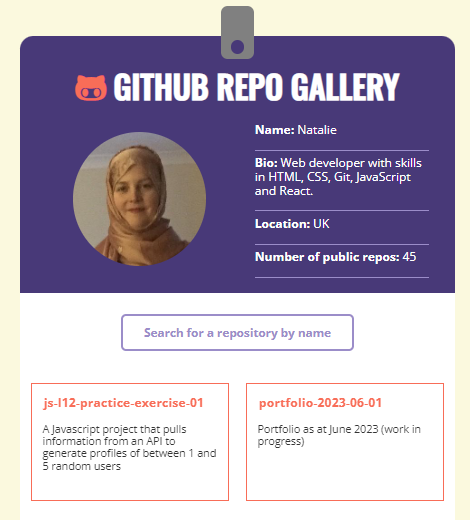 GITHUB REPO GALLERY
Name: Natalie
Bio: Web developer with skills
in HTML, CSS, Git, JavaScript
and React.
Location: UK
Number of public repos: 45
Search for a repository by name
js-l12-practice-exercise-01
A Javascript project that pulls
information from an API to
generate profiles of between 1 and
5 random users
portfolio-2023-06-01
Portfolio as at June 2023 (work in
progress)